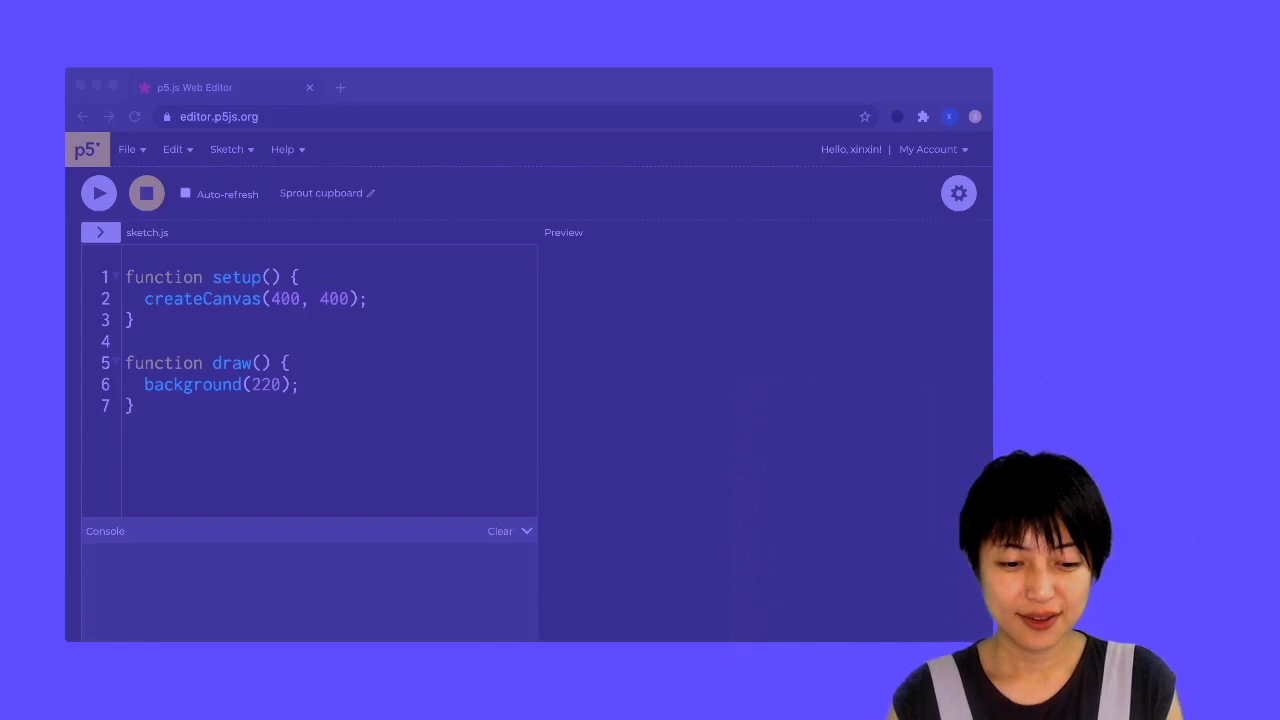 p5.js Web Editor
editor.p5js.org
x
p5* File Edit Sketch Help Hello, xinxin! | My Account
Auto-refresh Sprout cupboard
sketch.js Preview
1 function setup() {
2 createCanvas(400, 400);
3 }
4
5 function draw() {
6 background(220);
7 }
Console Clear